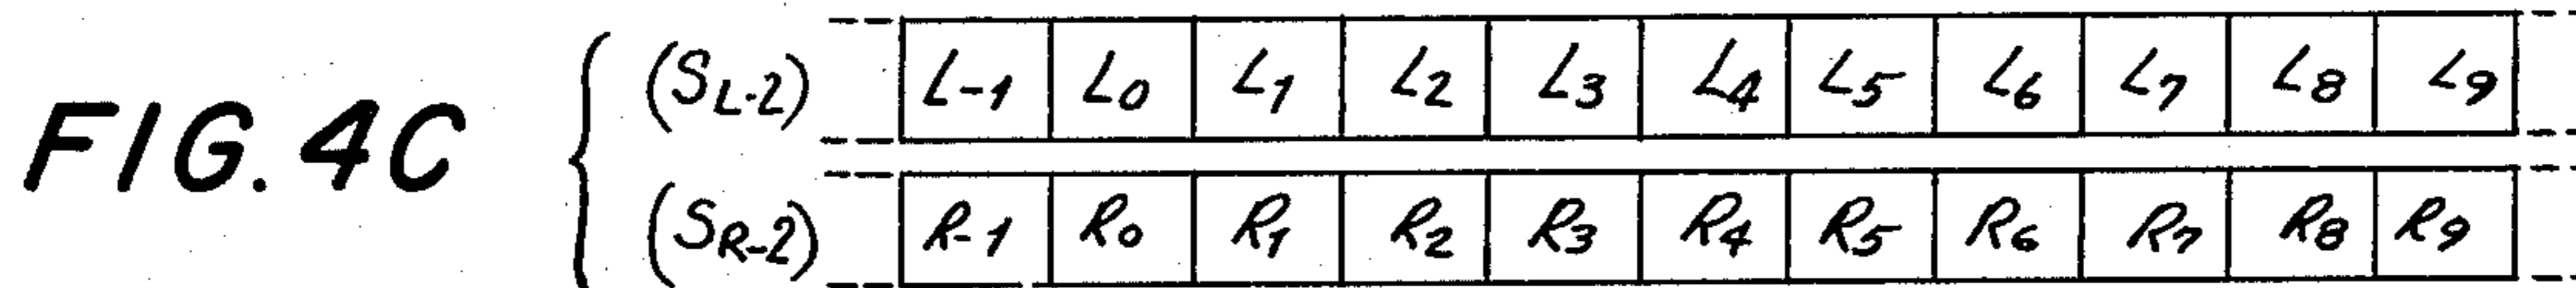 FIG. 4C
(SL-2) L-1 L0 L1 L2 L3 L4 L5 L6 L7 L8 L9
(SR-2) R-1 R0 R1 R2 R3 R4 R5 R6 R7 R8 R9